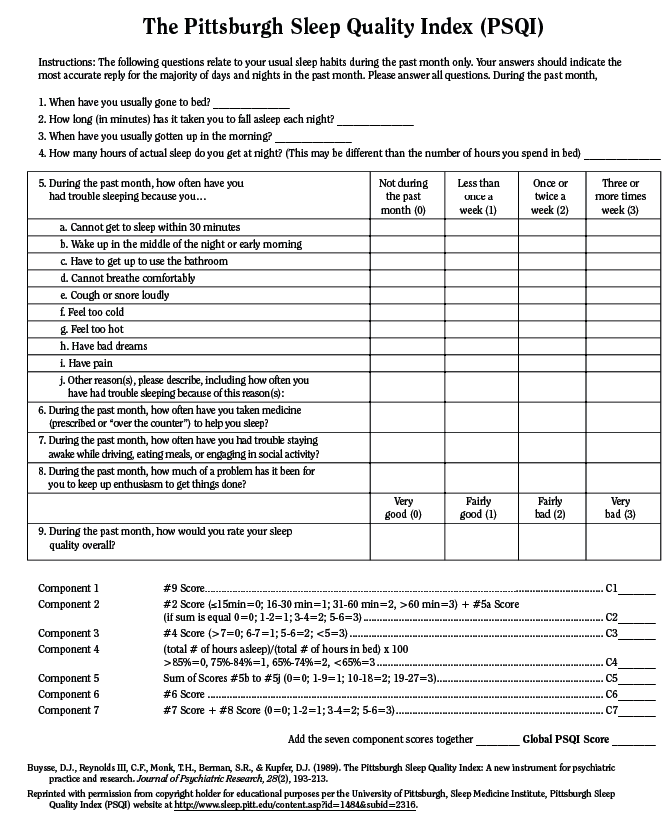 The Pittsburgh Sleep Quality Index (PSQI)
Instructions: The following questions relate to your usual sleep habits during the past month only. Your answers should indicate the
most accurate reply for the majority of days and nights in the past month. Please answer all questions. During the past month,
1. When have you usually gone to bed? ______________
2. How long (in minutes) has it taken you to fall asleep each night? ______________
3. When have you usually gotten up in the morning? ______________
4. How many hours of actual sleep do you get at night? (This may be different than the number of hours you spend in bed) ______________
5. During the past month, how often have you
had trouble sleeping because you…
Not during
the past
month (0)
Less than
once a
week (1)
Once or
twice a
week (2)
Three or
more times
week (3)
a. Cannot get to sleep within 30 minutes
b. Wake up in the middle of the night or early morning
c. Have to get up to use the bathroom
d. Cannot breathe comfortably
e. Cough or snore loudly
f. Feel too cold
g. Feel too hot
h. Have bad dreams
i. Have pain
j. Other reason(s), please describe, including how often you
have had trouble sleeping because of this reason(s):
6. During the past month, how often have you taken medicine
(prescribed or “over the counter”) to help you sleep?
7. During the past month, how often have you had trouble staying
awake while driving, eating meals, or engaging in social activity?
8. During the past month, how much of a problem has it been for
you to keep up enthusiasm to get things done?
Very
good (0)
Fairly
good (1)
Fairly
bad (2)
Very
bad (3)
9. During the past month, how would you rate your sleep
quality overall?
Component 1 #9 Score.......... C1______
Component 2 #2 Score (≤15min=0; 16-30 min=1; 31-60 min=2, >60 min=3) + #5a Score
(if sum is equal 0=0; 1-2=1; 3-4=2; 5-6=3).......... C2______
Component 3 #4 Score (>7=0; 6-7=1; 5-6=2; <5=3).......... C3______
Component 4 (total # of hours asleep)/(total # of hours in bed) x 100
>85%=0, 75%-84%=1, 65%-74%=2, <65%=3.......... C4______
Component 5 Sum of Scores #5b to #5j (0=0; 1-9=1; 10-18=2; 19-27=3).......... C5______
Component 6 #6 Score .......... C6______
Component 7 #7 Score + #8 Score (0=0; 1-2=1; 3-4=2; 5-6=3).......... C7______
Add the seven component scores together ________ Global PSQI Score ________
Buysse, D.J., Reynolds III, C.F., Monk, T.H., Berman, S.R., & Kupfer, D.J. (1989). The Pittsburgh Sleep Quality Index: A new instrument for psychiatric
practice and research. Journal of Psychiatric Research, 28(2), 193-213.
Reprinted with permission from copyright holder for educational purposes per the University of Pittsburgh, Sleep Medicine Institute, Pittsburgh Sleep
Quality Index (PSQI) website at http://www.sleep.pitt.edu/content.asp?id=1484&subid=2316.